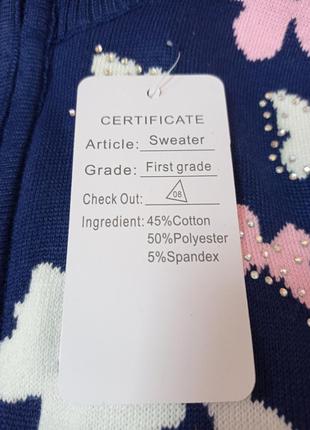 CERTIFICATE
Article: Sweater
Grade: First grade
Check Out: 08
Ingredient: 45%Cotton
50%Polyester
5%Spandex